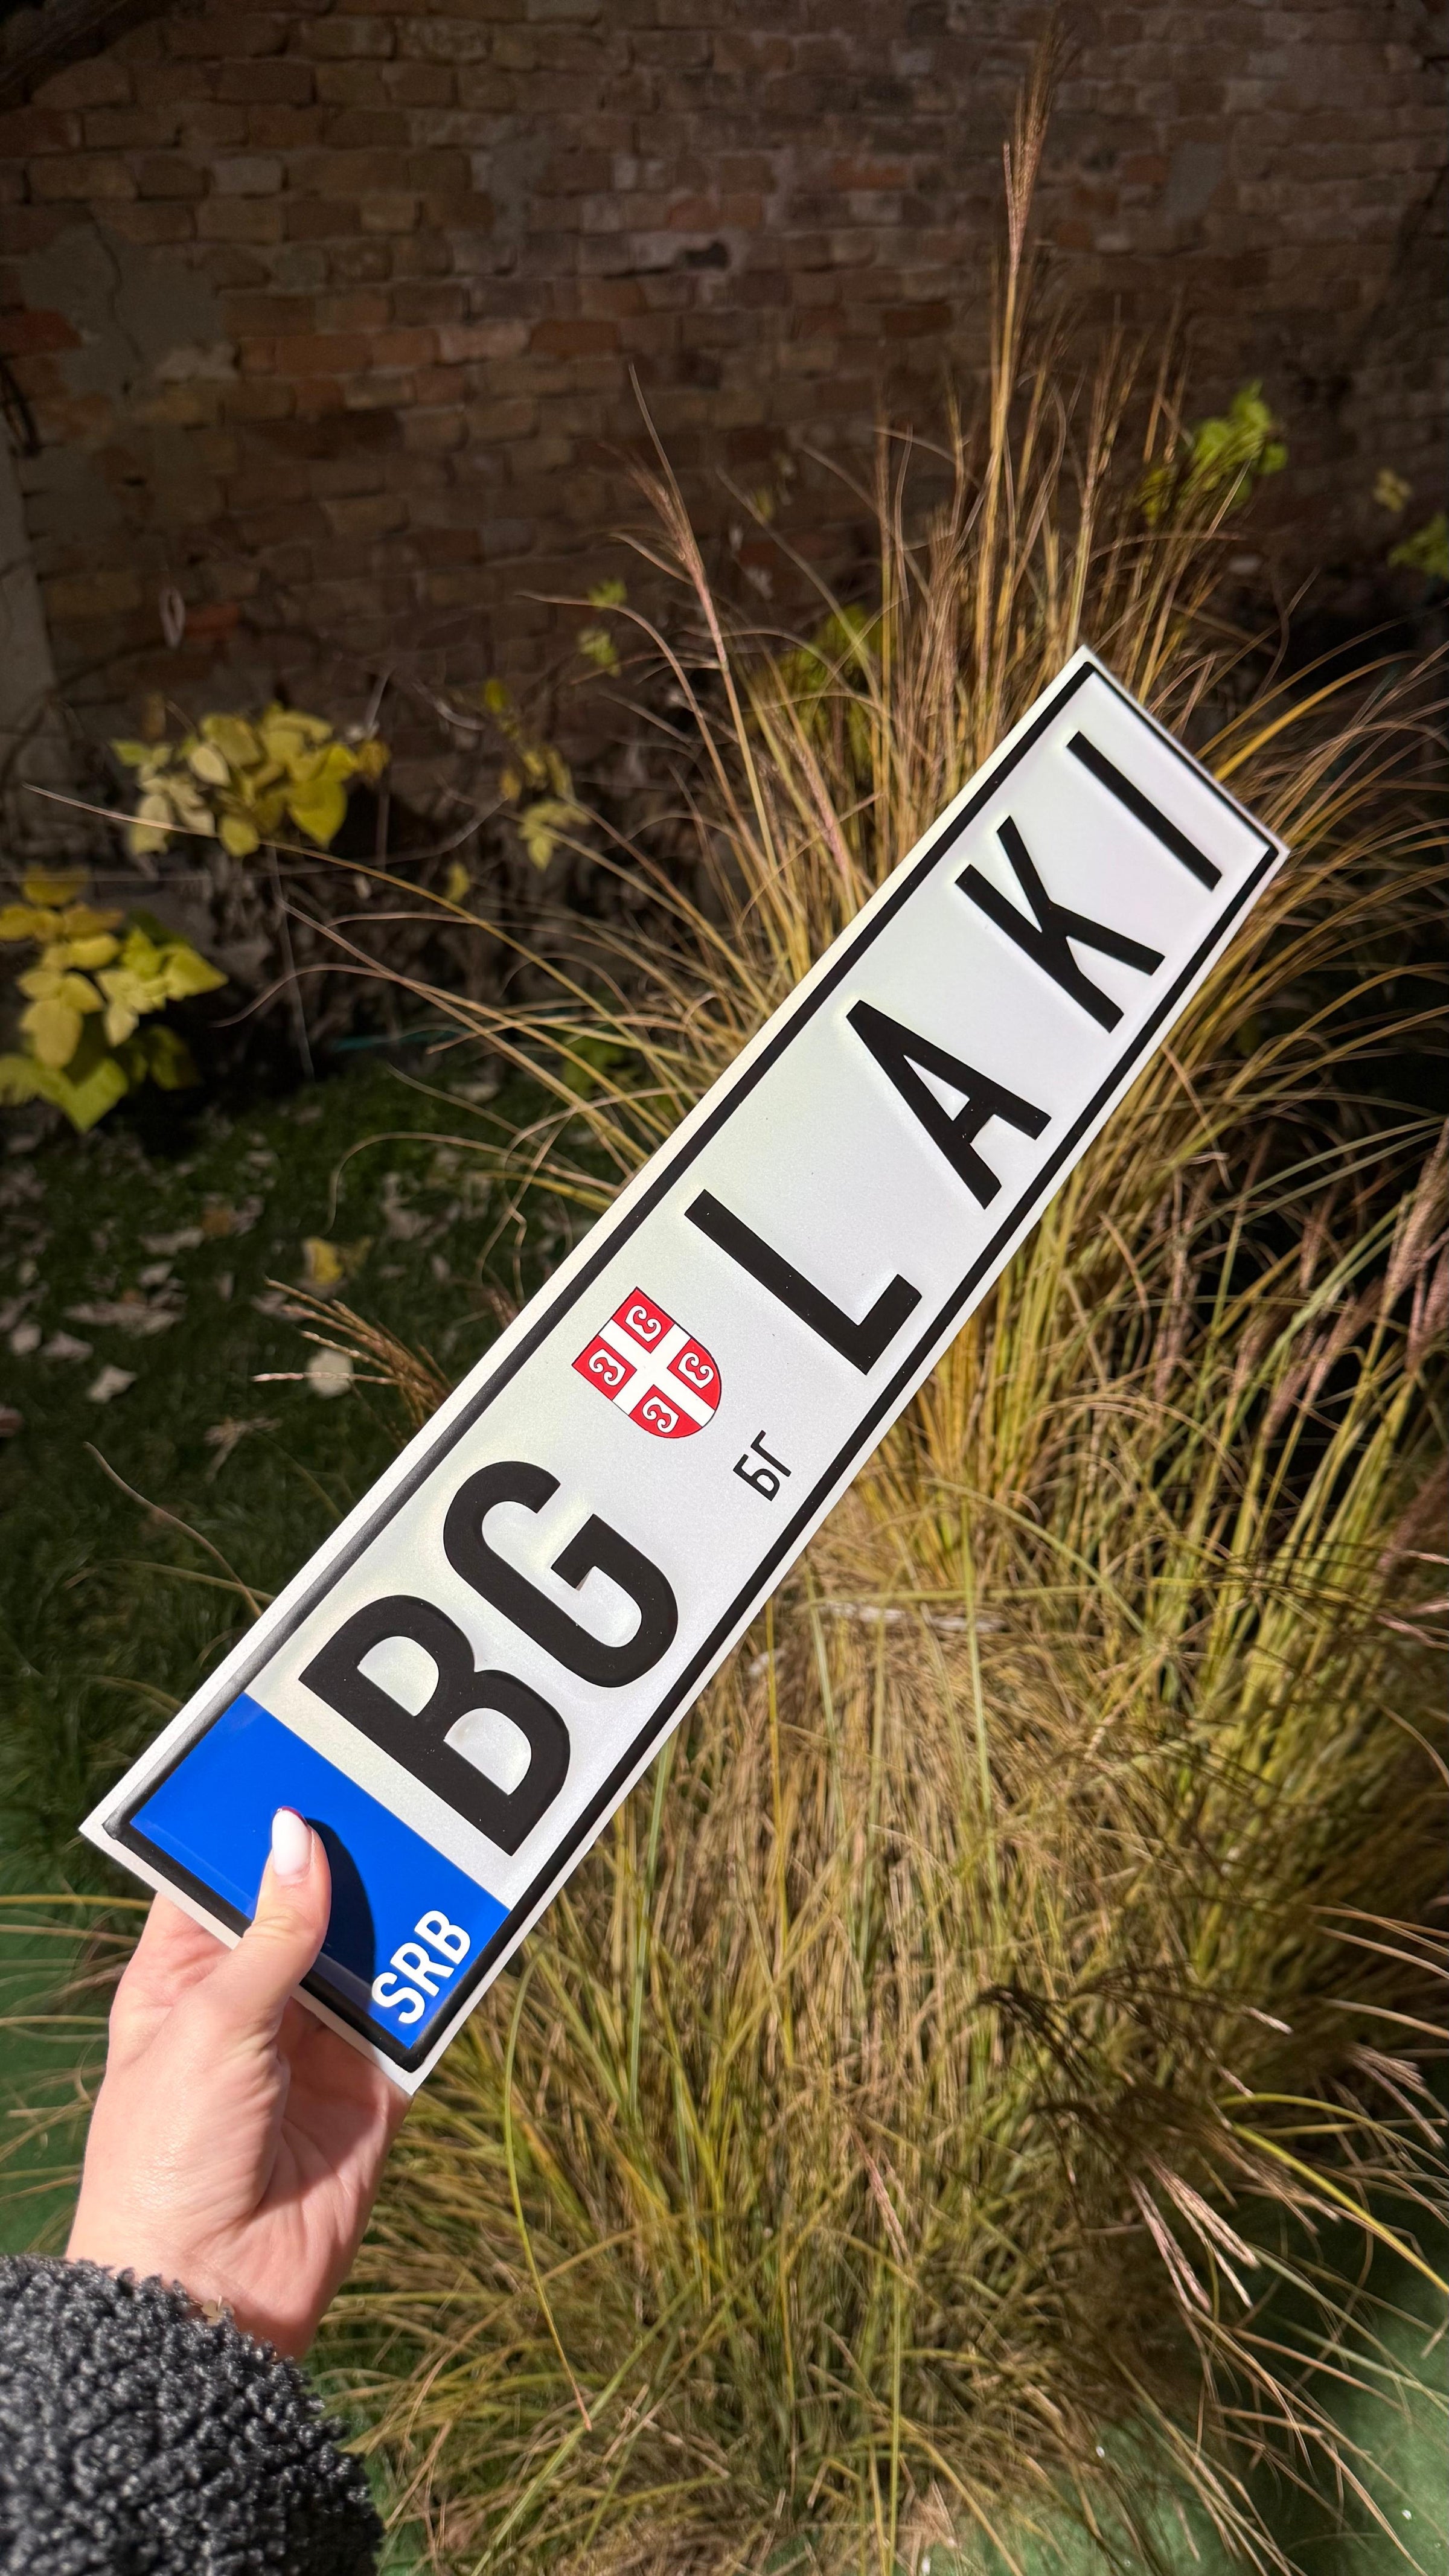 SRB
BG LAKI
БГ